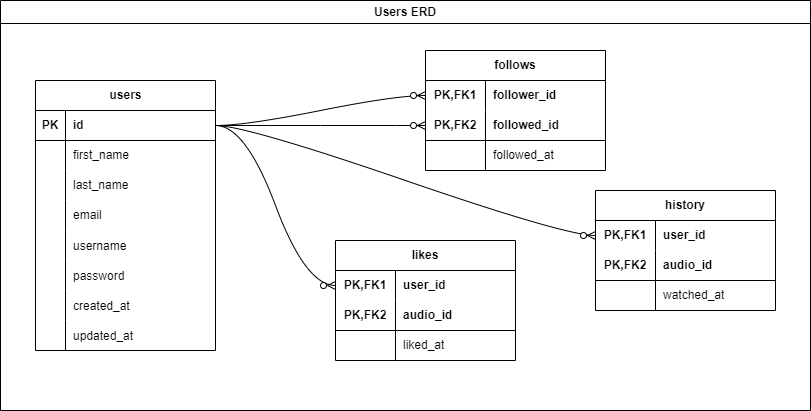 Users ERD
users
PK id
first_name
last_name
email
username
password
created_at
updated_at
follows
PK,FK1 follower_id
PK,FK2 followed_id
followed_at
likes
PK,FK1 user_id
PK,FK2 audio_id
liked_at
history
PK,FK1 user_id
PK,FK2 audio_id
watched_at